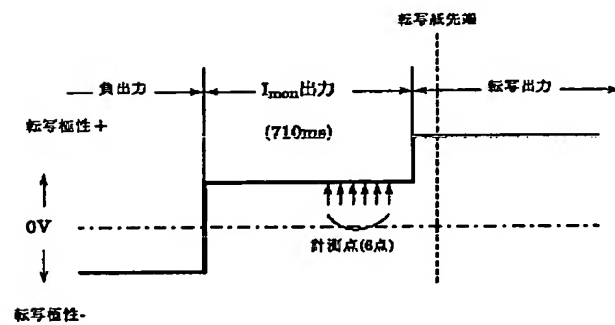 転写紙先端
負出力
Imon出力
転写出力
転写極性+
(710ms)
0V
計測点(6点)
転写極性-